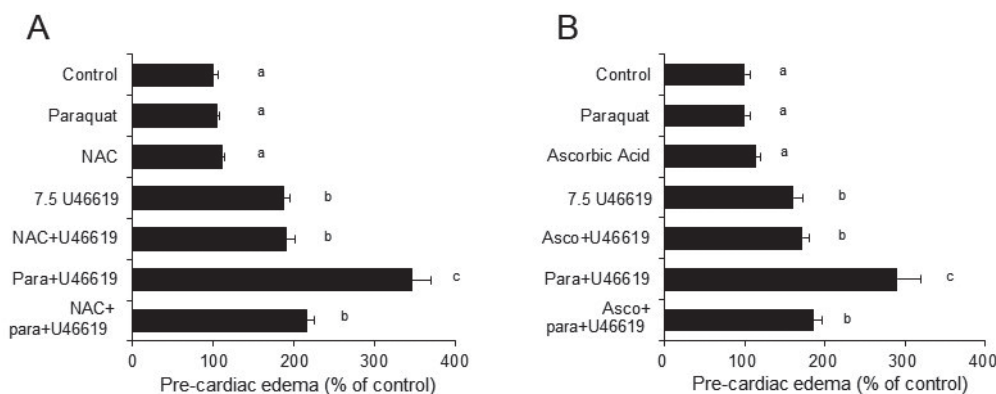 A
Control a
Paraquat a
NAC a
7.5 U46619 b
NAC+U46619 b
Para+U46619 c
NAC+
para+U46619 b
0 100 200 300 400
Pre-cardiac edema (% of control)
B
Control a
Paraquat a
Ascorbic Acid a
7.5 U46619 b
Asco+U46619 b
Para+U46619 c
Asco+
para+U46619 b
0 100 200 300 400
Pre-cardiac edema (% of control)